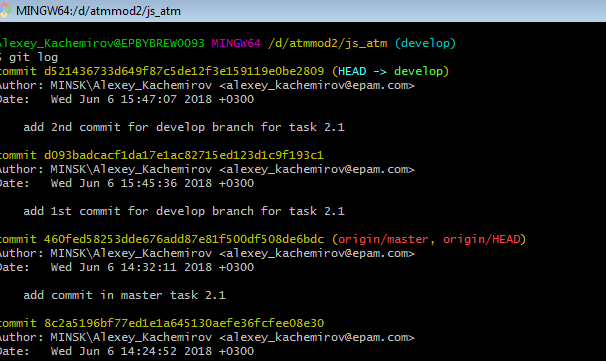 MINGW64:/d/atmmod2/js_atm
Alexey_Kachemirov@EPBYBREW0093 MINGW64 /d/atmmod2/js_atm (develop)
$ git log
commit d521436733d649f87c5de12f3e159119e0be2809 (HEAD -> develop)
Author: MINSK\Alexey_Kachemirov <alexey_kachemirov@epam.com>
Date: Wed Jun 6 15:47:07 2018 +0300
add 2nd commit for develop branch for task 2.1
commit d093badcacf1da17e1ac82715ed123d1c9f193c1
Author: MINSK\Alexey_Kachemirov <alexey_kachemirov@epam.com>
Date: Wed Jun 6 15:45:36 2018 +0300
add 1st commit for develop branch for task 2.1
commit 460fed58253dde676add87e81f500df508de6bdc (origin/master, origin/HEAD)
Author: MINSK\Alexey_Kachemirov <alexey_kachemirov@epam.com>
Date: Wed Jun 6 14:32:11 2018 +0300
add commit in master task 2.1
commit 8c2a5196bf77ed1e1a645130aefe36fcfee08e30
Author: MINSK\Alexey_Kachemirov <alexey_kachemirov@epam.com>
Date: Wed Jun 6 14:24:52 2018 +0300